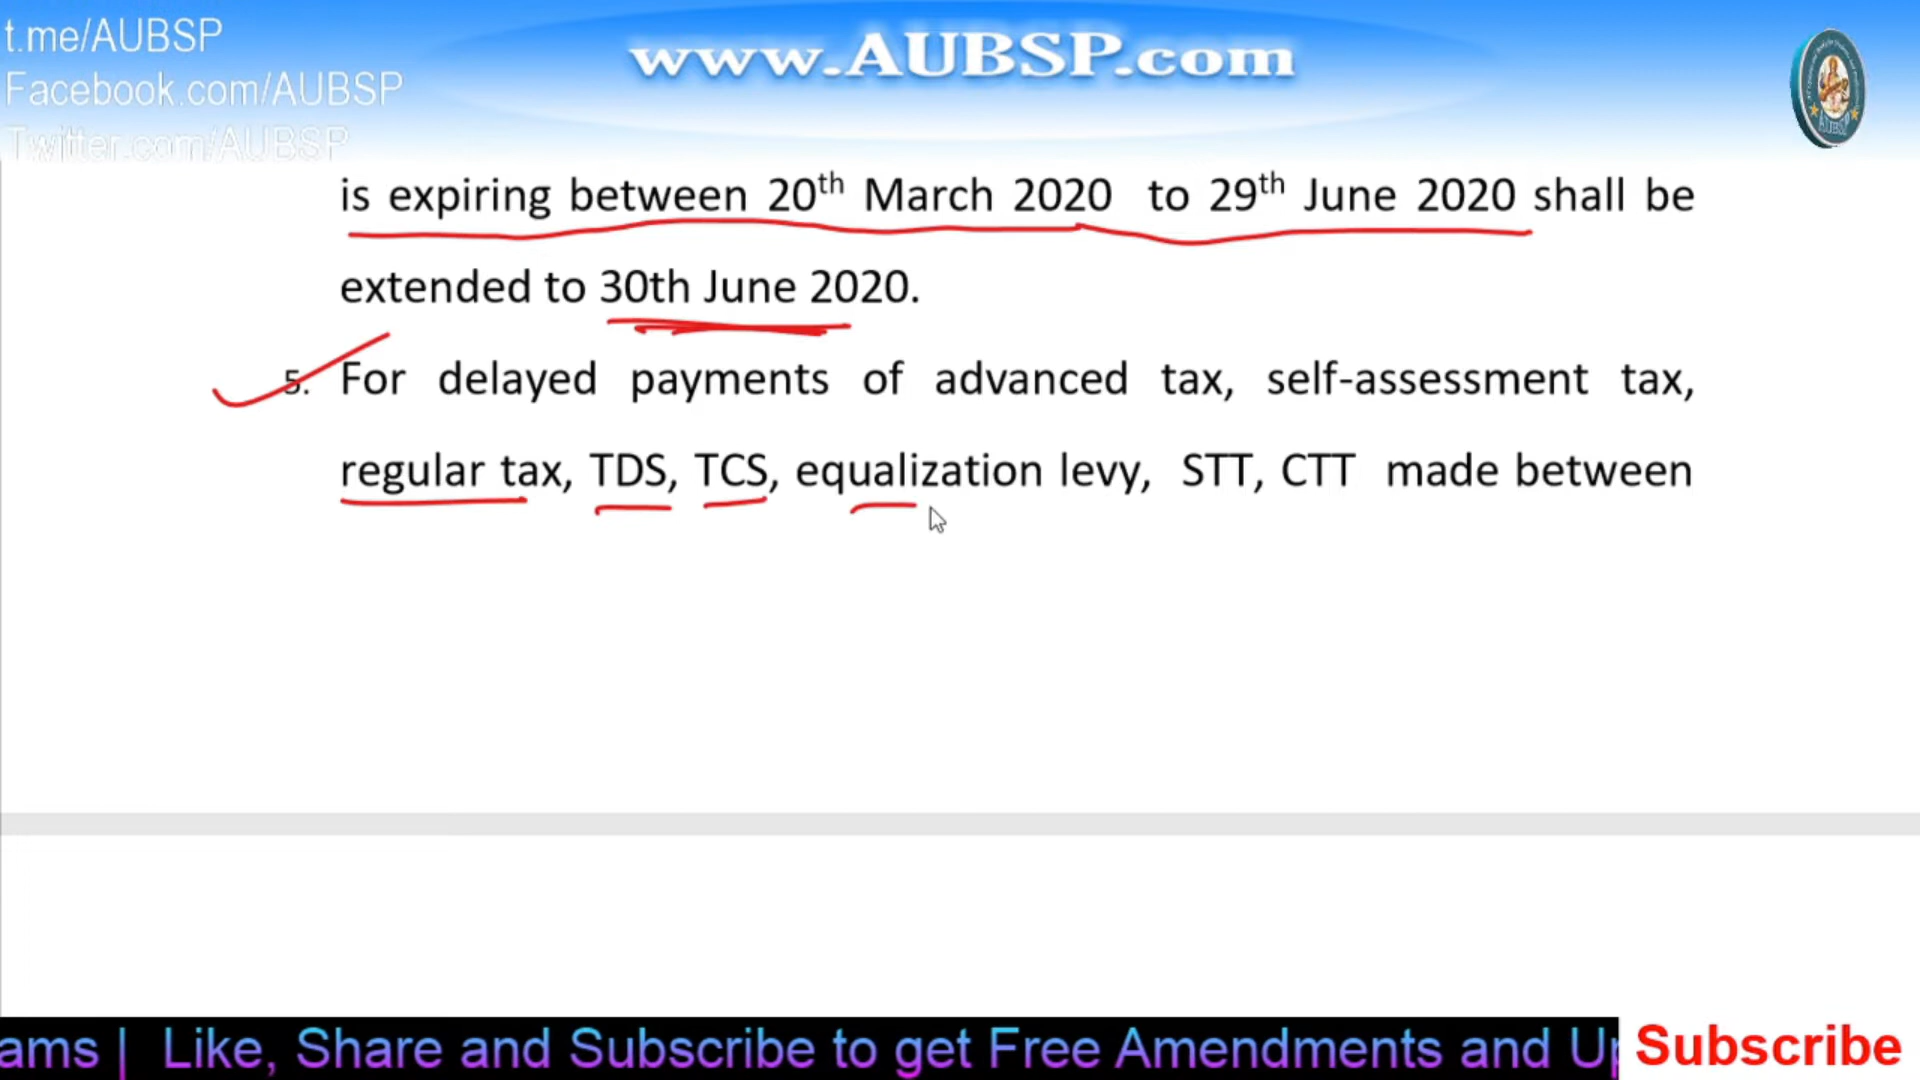 t.me/AUBSP
Facebook.com/AUBSP
Twitter.com/AUBSP
www.AUBSP.com
is expiring between 20th March 2020 to 29th June 2020 shall be
extended to 30th June 2020.
5. For delayed payments of advanced tax, self-assessment tax,
regular tax, TDS, TCS, equalization levy, STT, CTT made between
ams | Like, Share and Subscribe to get Free Amendments and Up
Subscribe